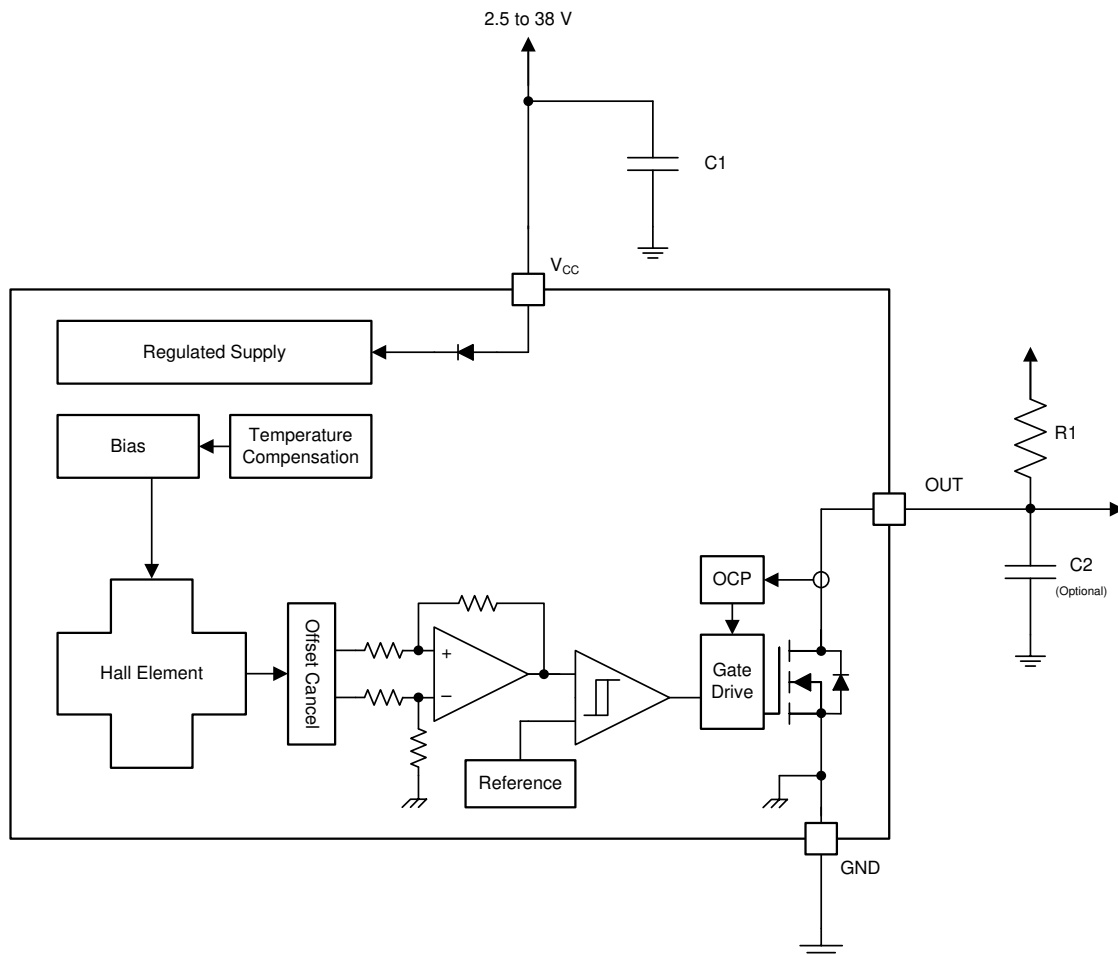 2.5 to 38 V
C1
VCC
Regulated Supply
Bias
Temperature
Compensation
R1
OUT
C2
(Optional)
OCP
Hall Element
Offset Cancel
+
–
Gate
Drive
Reference
GND